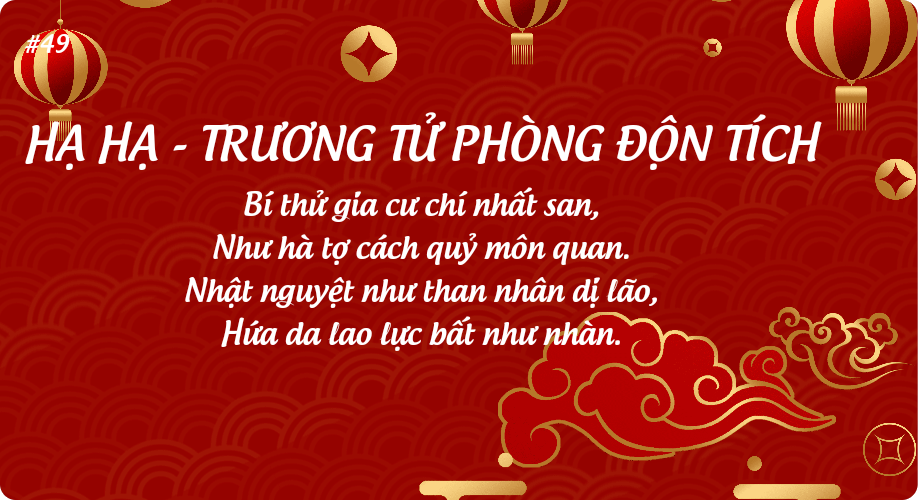 #49
HẠ HẠ - TRƯƠNG TỬ PHÒNG ĐỘN TÍCH
Bí thử gia cư chí nhất san,
Như hà tợ cách quỷ môn quan.
Nhật nguyệt như than nhân dị lão,
Hứa da lao lực bất như nhàn.